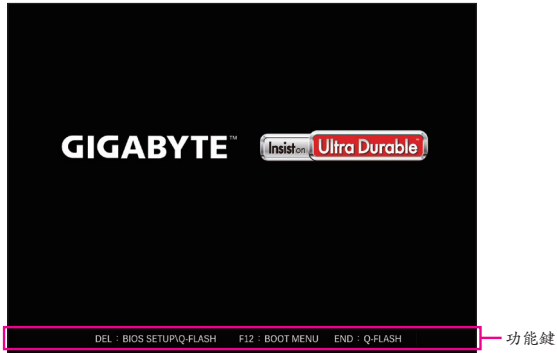 GIGABYTE™ Insist on Ultra Durable™
DEL：BIOS SETUP\Q-FLASH F12：BOOT MENU END：Q-FLASH 功能鍵